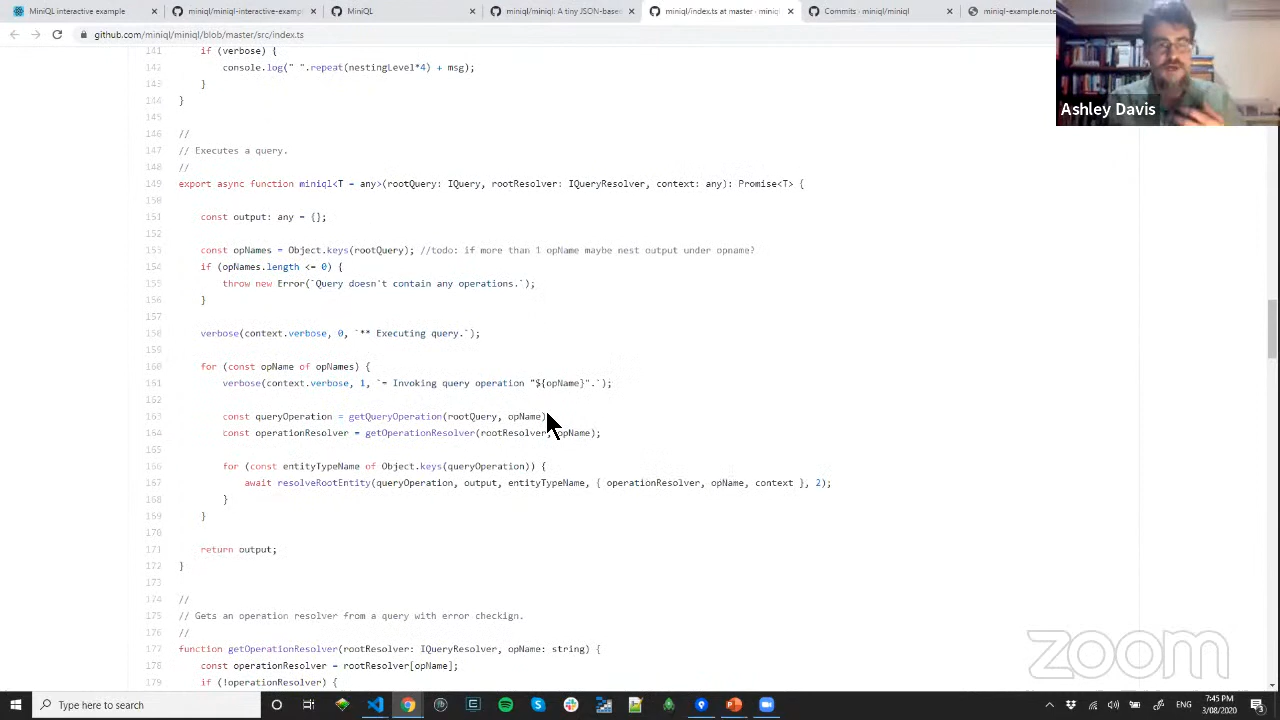 miniql/miniql-interactive-example
miniql/interactive-example
MiniQL
miniql/miniql: A tiny JSON-base
miniql/index.ts at master · miniq
Commits · miniql/miniql
miniql-example.note
github.com/miniql/miniql/blob/master/src/index.ts
Ashley Davis
141 if (verbose) {
142 console.log(" ".repeat(nestingLevel*4) + msg);
143 }
144 }
145
146 //
147 // Executes a query.
148 //
149 export async function miniql<T = any>(rootQuery: IQuery, rootResolver: IQueryResolver, context: any): Promise<T> {
150
151 const output: any = {};
152
153 const opNames = Object.keys(rootQuery); //todo: if more than 1 opName maybe nest output under opname?
154 if (opNames.length <= 0) {
155 throw new Error(`Query doesn't contain any operations.`);
156 }
157
158 verbose(context.verbose, 0, `** Executing query.`);
159
160 for (const opName of opNames) {
161 verbose(context.verbose, 1, `= Invoking query operation "${opName}".`);
162
163 const queryOperation = getQueryOperation(rootQuery, opName)
164 const operationResolver = getOperationResolver(rootResolver, opName);
165
166 for (const entityTypeName of Object.keys(queryOperation)) {
167 await resolveRootEntity(queryOperation, output, entityTypeName, { operationResolver, opName, context }, 2);
168 }
169 }
170
171 return output;
172 }
173
174 //
175 // Gets an operation resolver from a query with error checkign.
176 //
177 function getOperationResolver(rootResolver: IQueryResolver, opName: string) {
178 const operationResolver = rootResolver[opName];
179 if (!operationResolver) {
zoom
Type here to search
ENG
7:45 PM
3/08/2020